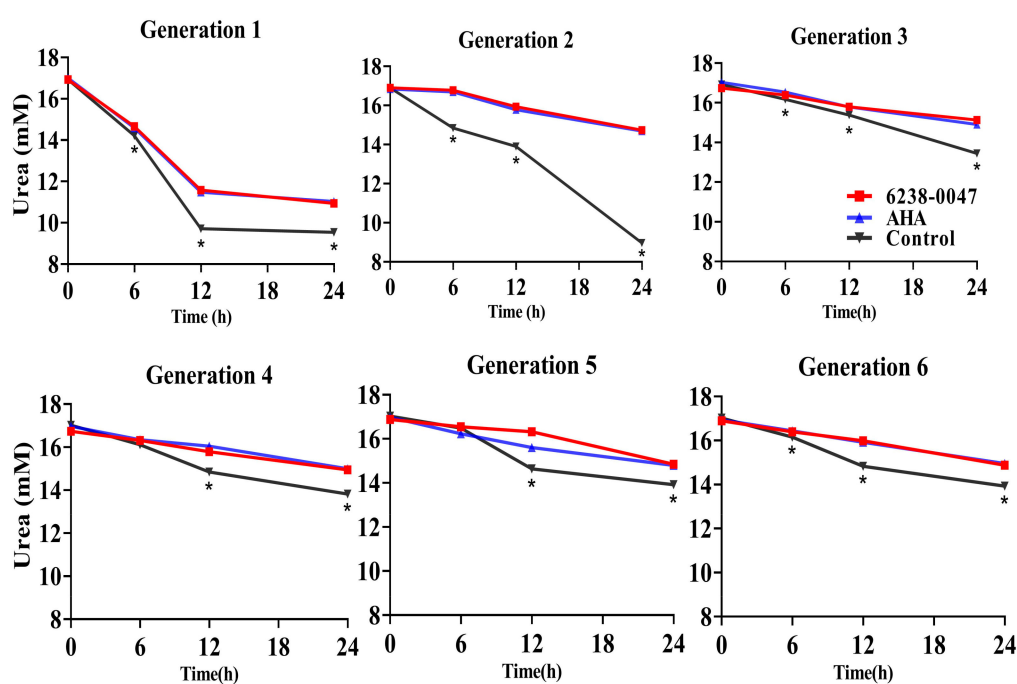 Generation 1
Urea (mM)
18
16
14
12
10
8
*
*
*
0 6 12 18 24
Time (h)
Generation 2
18
16
14
12
10
8
*
*
*
0 6 12 18 24
Time (h)
Generation 3
18
16
14
12
10
8
*
*
*
6238-0047
AHA
Control
0 6 12 18 24
Time(h)
Generation 4
Urea (mM)
18
16
14
12
10
8
*
*
0 6 12 18 24
Time(h)
Generation 5
18
16
14
12
10
8
*
*
0 6 12 18 24
Time(h)
Generation 6
18
16
14
12
10
8
*
*
*
0 6 12 18 24
Time(h)